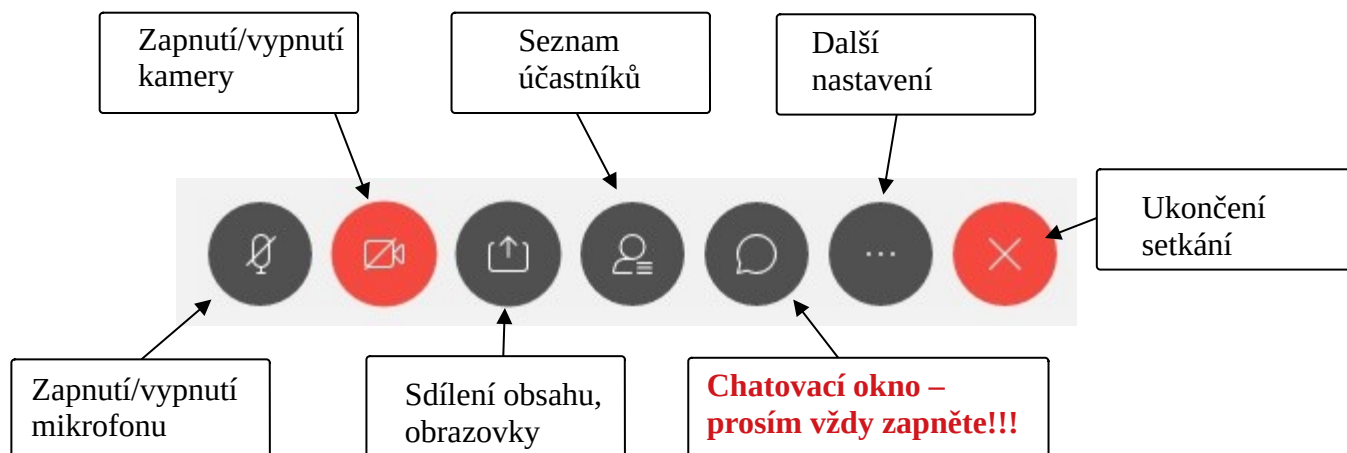 Zapnutí/vypnutí
kamery
Seznam
účastníků
Další
nastavení
Ukončení
setkání
Zapnutí/vypnutí
mikrofonu
Sdílení obsahu,
obrazovky
Chatovací okno –
prosím vždy zapněte!!!